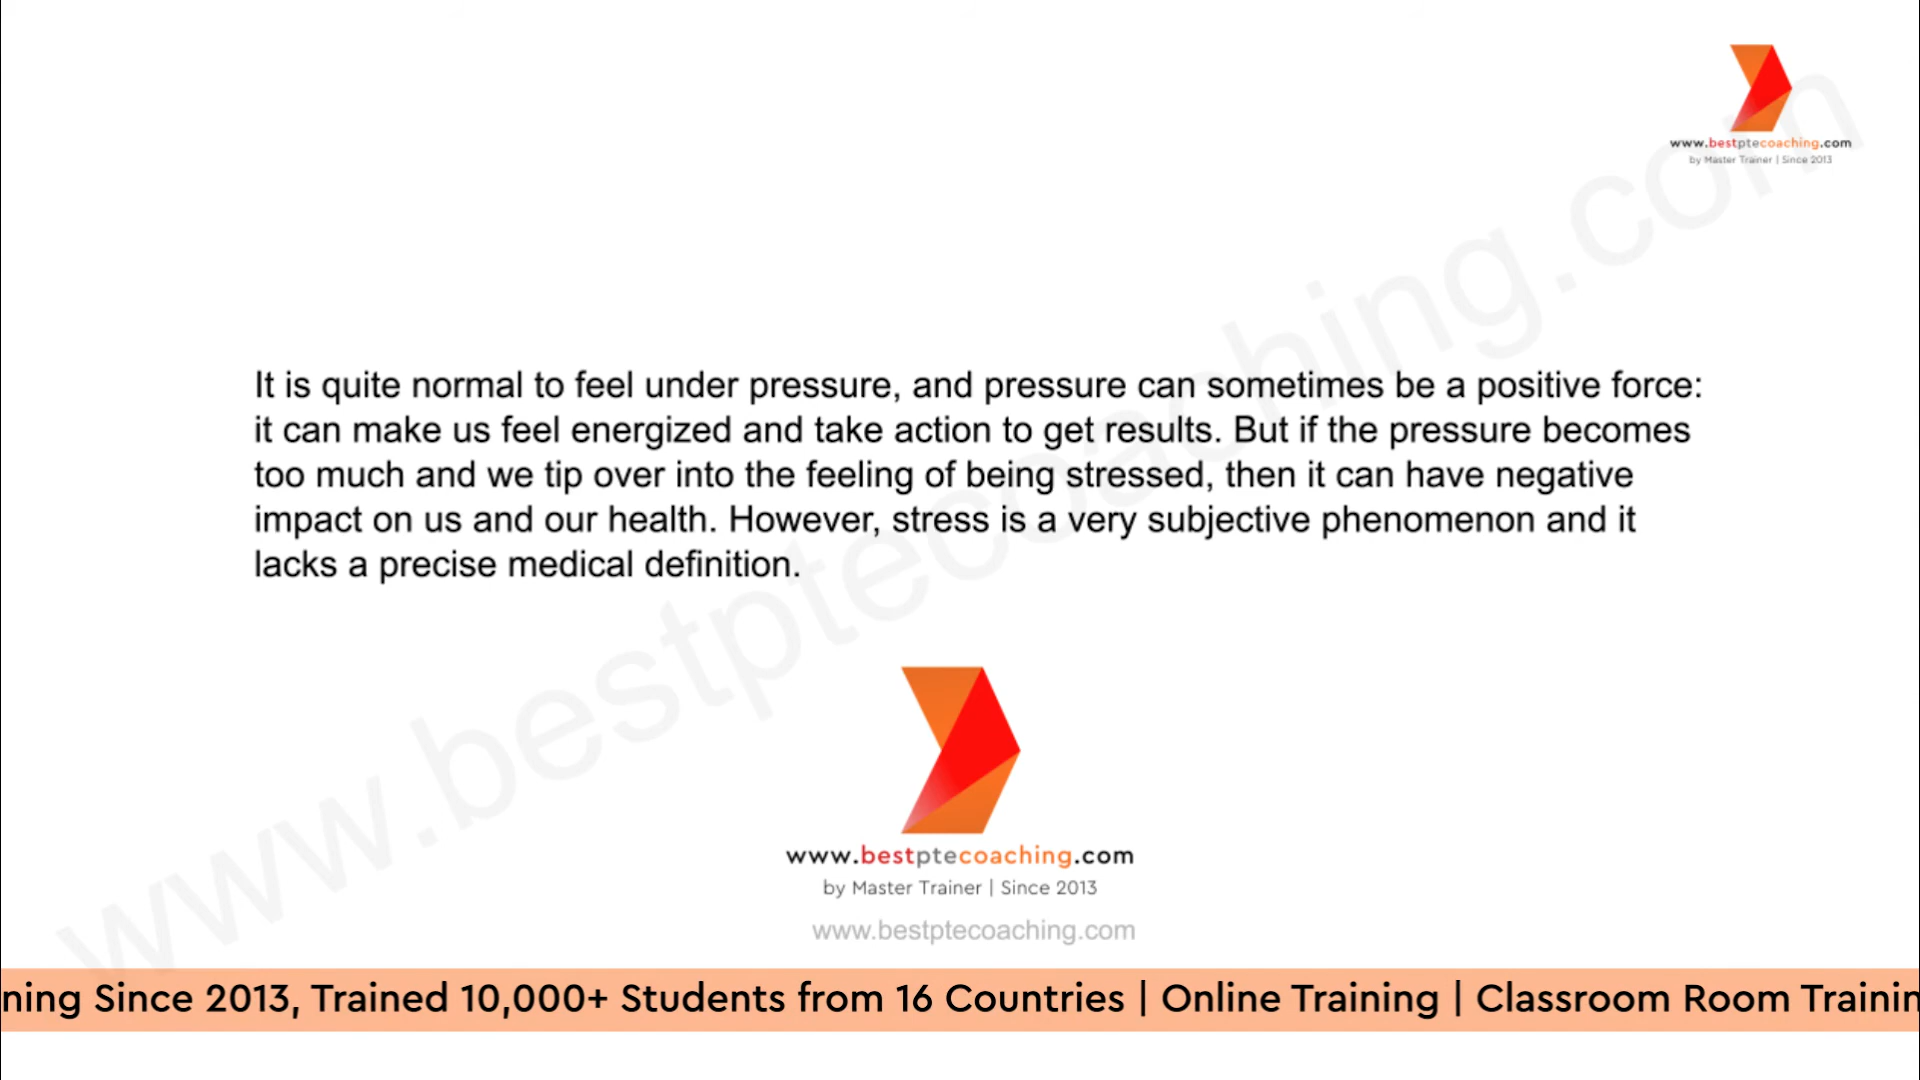 www.bestptecoaching.com
by Master Trainer | Since 2013
It is quite normal to feel under pressure, and pressure can sometimes be a positive force:
it can make us feel energized and take action to get results. But if the pressure becomes
too much and we tip over into the feeling of being stressed, then it can have negative
impact on us and our health. However, stress is a very subjective phenomenon and it
lacks a precise medical definition.
www.bestptecoaching.com
www.bestptecoaching.com
by Master Trainer | Since 2013
www.bestptecoaching.com
ning Since 2013, Trained 10,000+ Students from 16 Countries | Online Training | Classroom Room Trainin